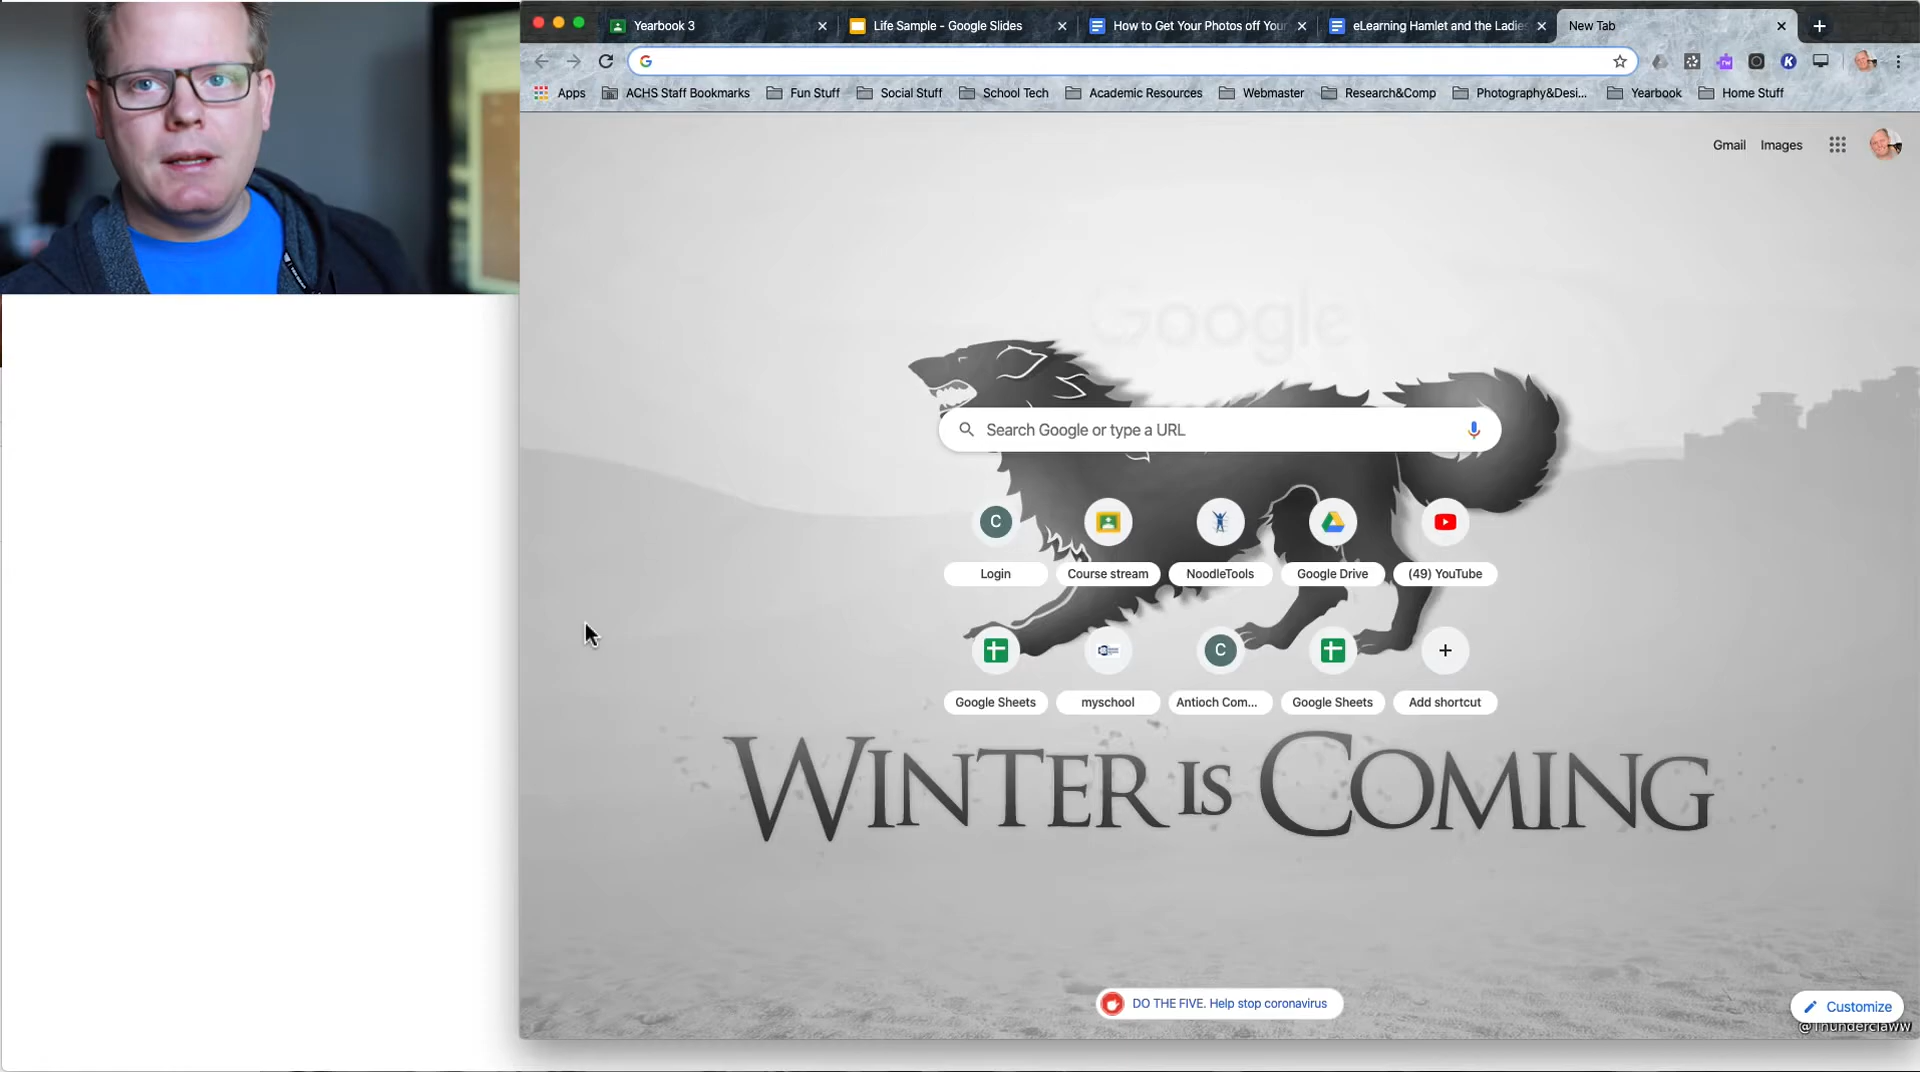 Yearbook 3
Life Sample - Google Slides
How to Get Your Photos off Your
eLearning Hamlet and the Ladie
New Tab
Apps
ACHS Staff Bookmarks
Fun Stuff
Social Stuff
School Tech
Academic Resources
Webmaster
Research&Comp
Photography&Desi...
Yearbook
Home Stuff
Gmail
Images
Google
Search Google or type a URL
C
Login
Course stream
NoodleTools
Google Drive
(49) YouTube
Google Sheets
myschool
C
Antioch Com...
Google Sheets
Add shortcut
WINTER IS COMING
DO THE FIVE. Help stop coronavirus
Customize
@Thunderclaww